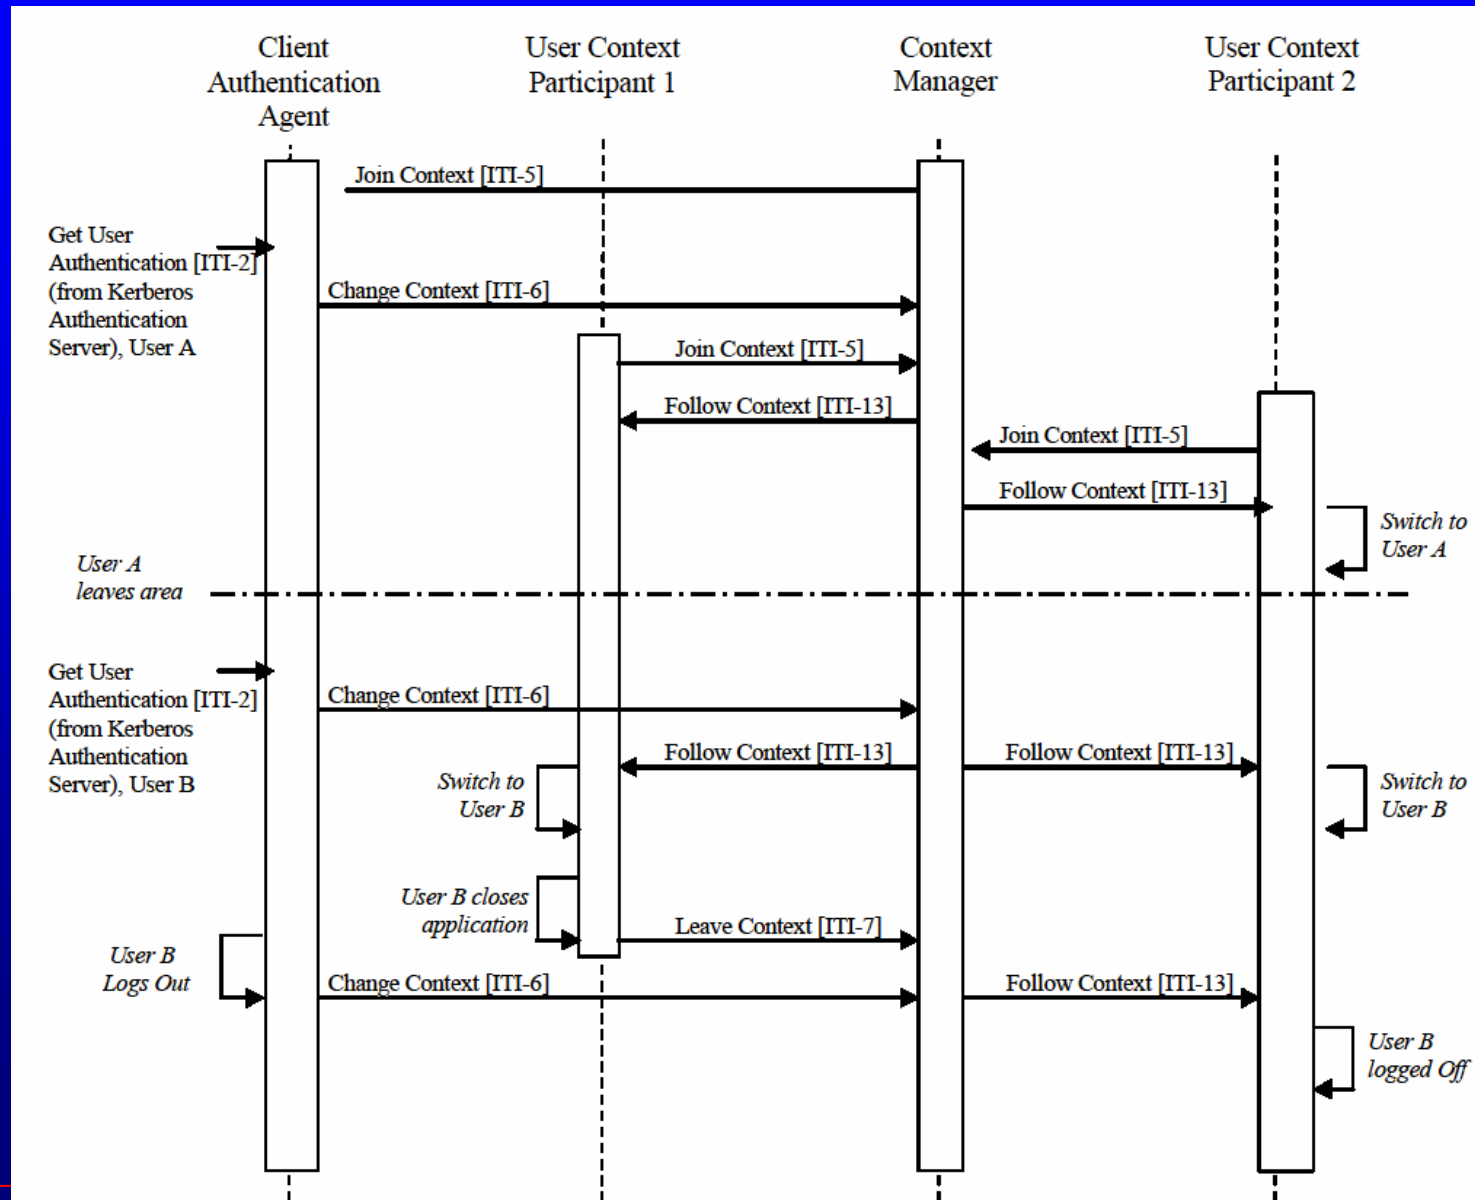 Client
Authentication
Agent
User Context
Participant 1
Context
Manager
User Context
Participant 2
Join Context [ITI-5]
Get User
Authentication [ITI-2]
(from Kerberos
Authentication
Server), User A
Change Context [ITI-6]
Join Context [ITI-5]
Follow Context [ITI-13]
Join Context [ITI-5]
Follow Context [ITI-13]
Switch to
User A
User A
leaves area
Get User
Authentication [ITI-2]
(from Kerberos
Authentication
Server), User B
Change Context [ITI-6]
Follow Context [ITI-13]
Follow Context [ITI-13]
Switch to
User B
Switch to
User B
User B closes
application
Leave Context [ITI-7]
User B
Logs Out
Change Context [ITI-6]
Follow Context [ITI-13]
User B
logged Off